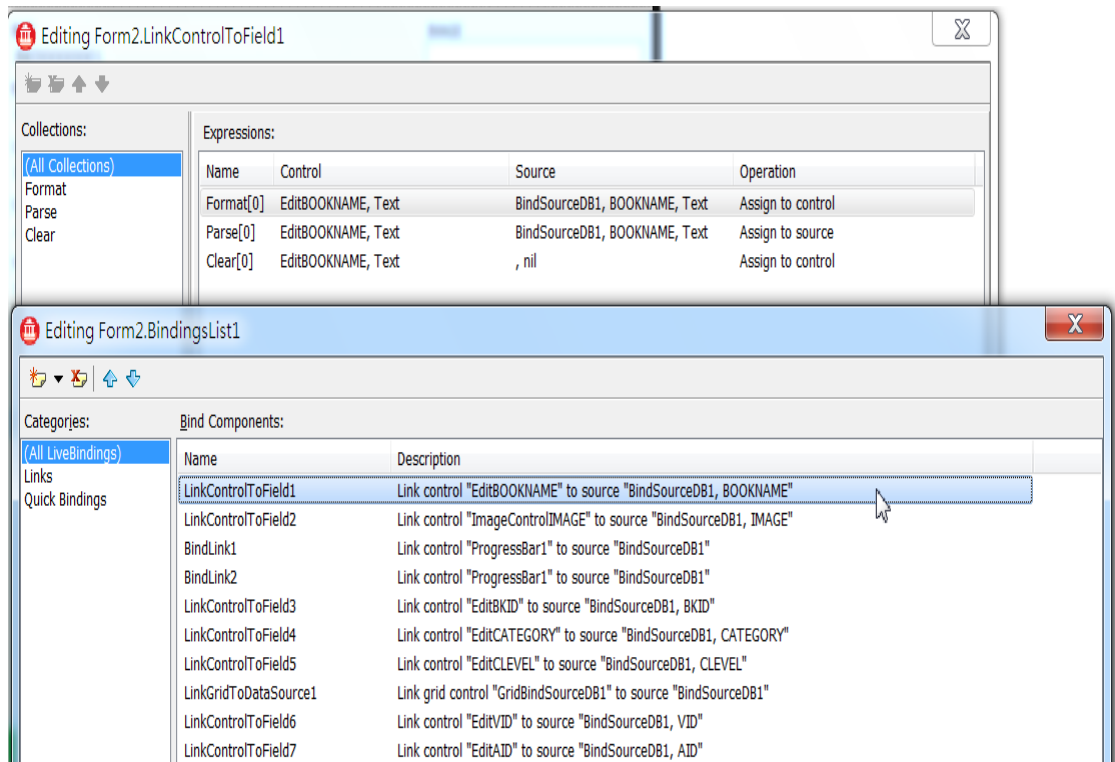 Editing Form2.LinkControlToField1
X
Collections:
(All Collections)
Format
Parse
Clear
Expressions:
Name Control Source Operation
Format[0] EditBOOKNAME, Text BindSourceDB1, BOOKNAME, Text Assign to control
Parse[0] EditBOOKNAME, Text BindSourceDB1, BOOKNAME, Text Assign to source
Clear[0] EditBOOKNAME, Text , nil Assign to control
Editing Form2.BindingsList1
X
Categories:
(All LiveBindings)
Links
Quick Bindings
Bind Components:
Name Description
LinkControlToField1 Link control "EditBOOKNAME" to source "BindSourceDB1, BOOKNAME"
LinkControlToField2 Link control "ImageControlIMAGE" to source "BindSourceDB1, IMAGE"
BindLink1 Link control "ProgressBar1" to source "BindSourceDB1"
BindLink2 Link control "ProgressBar1" to source "BindSourceDB1"
LinkControlToField3 Link control "EditBKID" to source "BindSourceDB1, BKID"
LinkControlToField4 Link control "EditCATEGORY" to source "BindSourceDB1, CATEGORY"
LinkControlToField5 Link control "EditCLEVEL" to source "BindSourceDB1, CLEVEL"
LinkGridToDataSource1 Link grid control "GridBindSourceDB1" to source "BindSourceDB1"
LinkControlToField6 Link control "EditVID" to source "BindSourceDB1, VID"
LinkControlToField7 Link control "EditAID" to source "BindSourceDB1, AID"